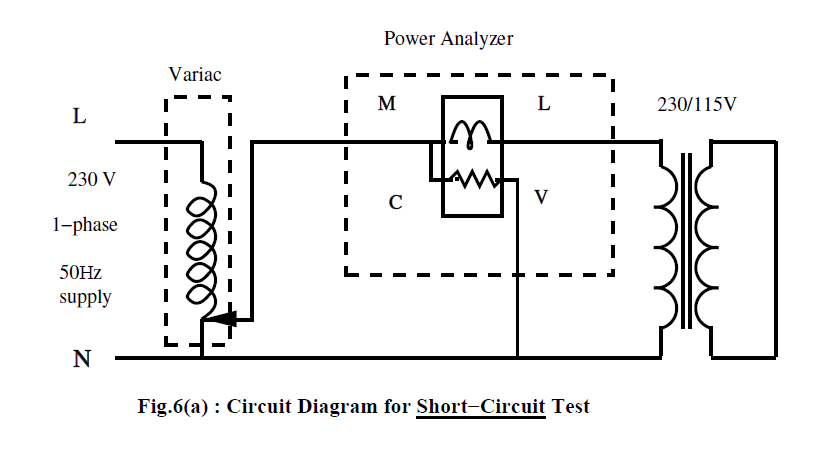 Power Analyzer
Variac
230/115V
L
M
L
230 V
1−phase
C
V
50Hz
supply
N
Fig.6(a) : Circuit Diagram for Short−Circuit Test